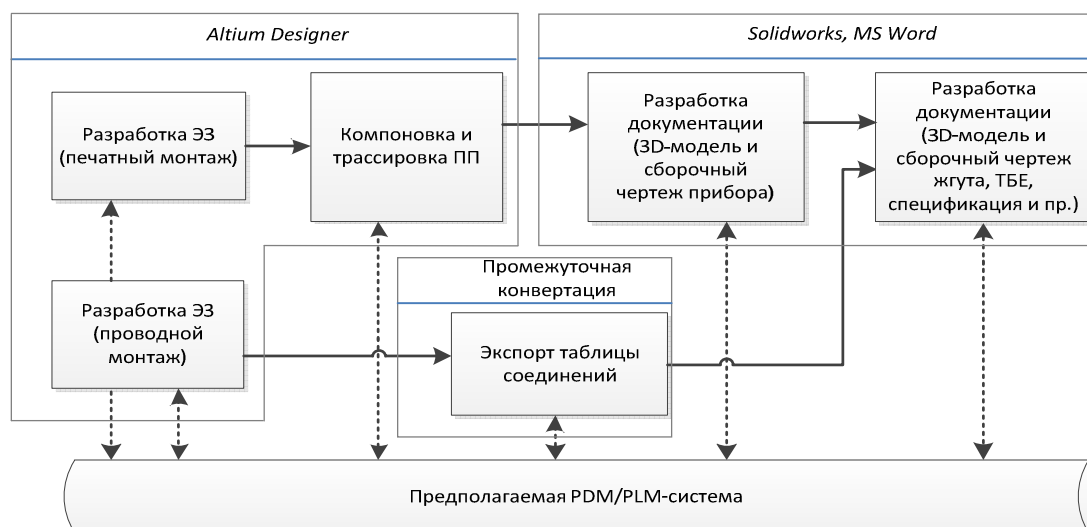 Altium Designer
Solidworks, MS Word
Разработка Э3
(печатный монтаж)
Компоновка и
трассировка ПП
Разработка
документации
(3D-модель и
сборочный
чертеж прибора)
Разработка
документации
(3D-модель и
сборочный чертеж
жгута, ТБЕ,
спецификация и пр.)
Разработка Э3
(проводной
монтаж)
Промежуточная
конвертация
Экспорт таблицы
соединений
Предполагаемая PDM/PLM-система